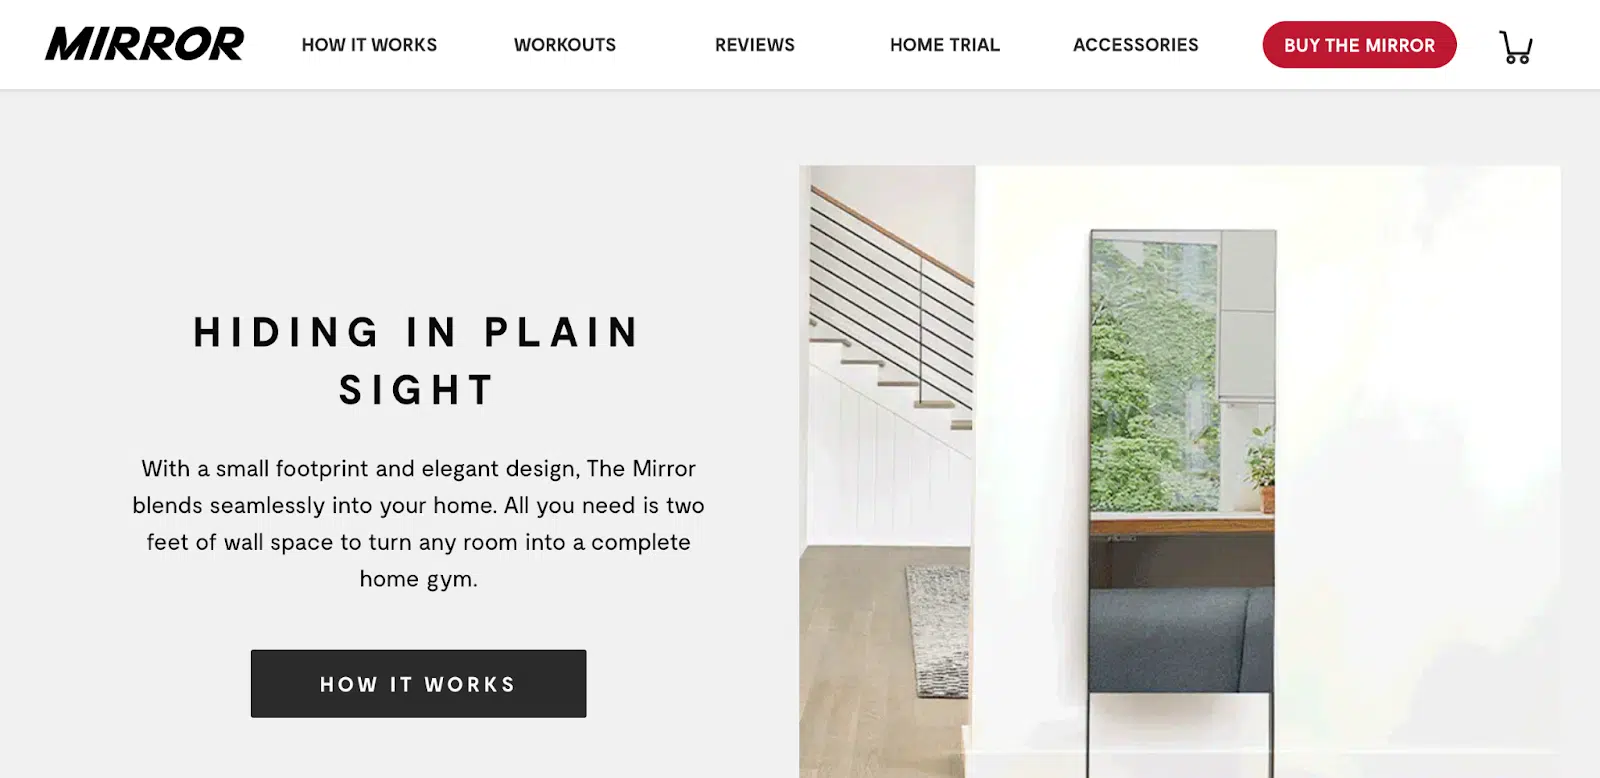 MIRROR
HOW IT WORKS
WORKOUTS
REVIEWS
HOME TRIAL
ACCESSORIES
BUY THE MIRROR
HIDING IN PLAIN
SIGHT
With a small footprint and elegant design, The Mirror
blends seamlessly into your home. All you need is two
feet of wall space to turn any room into a complete
home gym.
HOW IT WORKS